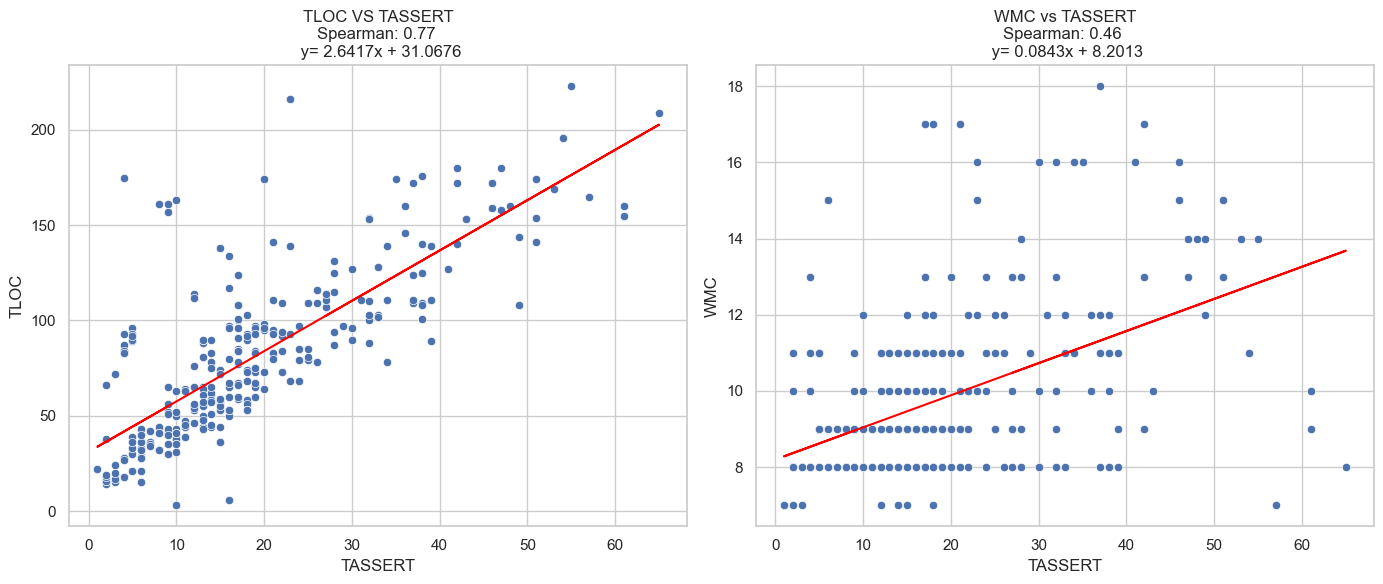 TLOC VS TASSERT
Spearman: 0.77
y= 2.6417x + 31.0676
200
150
100
50
0
TLOC
0 10 20 30 40 50 60
TASSERT
WMC vs TASSERT
Spearman: 0.46
y= 0.0843x + 8.2013
18
16
14
12
10
8
WMC
0 10 20 30 40 50 60
TASSERT